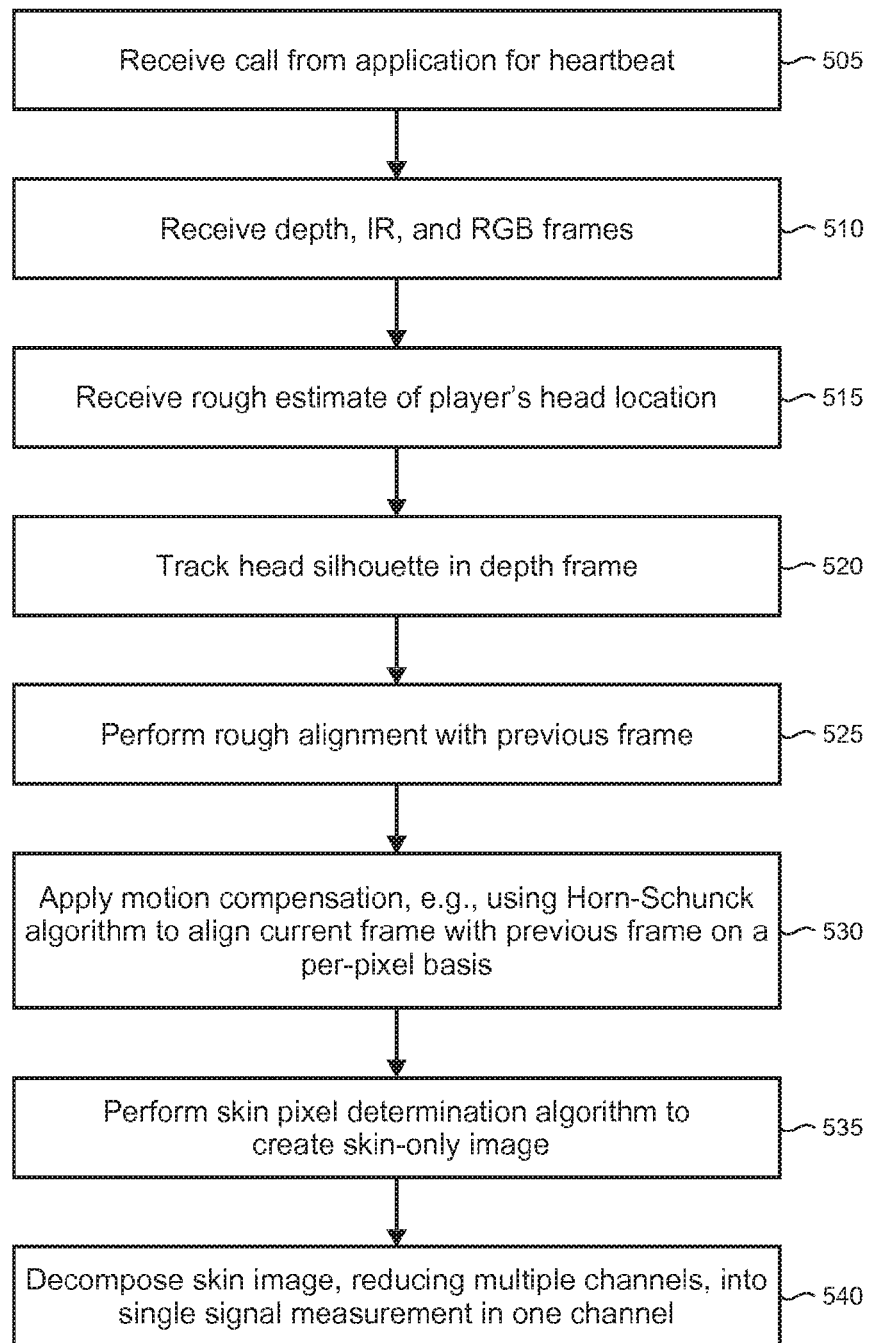 Receive call from application for heartbeat
505
Receive depth, IR, and RGB frames
510
Receive rough estimate of player's head location
515
Track head silhouette in depth frame
520
Perform rough alignment with previous frame
525
Apply motion compensation, e.g., using Horn-Schunck
algorithm to align current frame with previous frame on a
per-pixel basis
530
Perform skin pixel determination algorithm to
create skin-only image
535
Decompose skin image, reducing multiple channels, into
single signal measurement in one channel
540